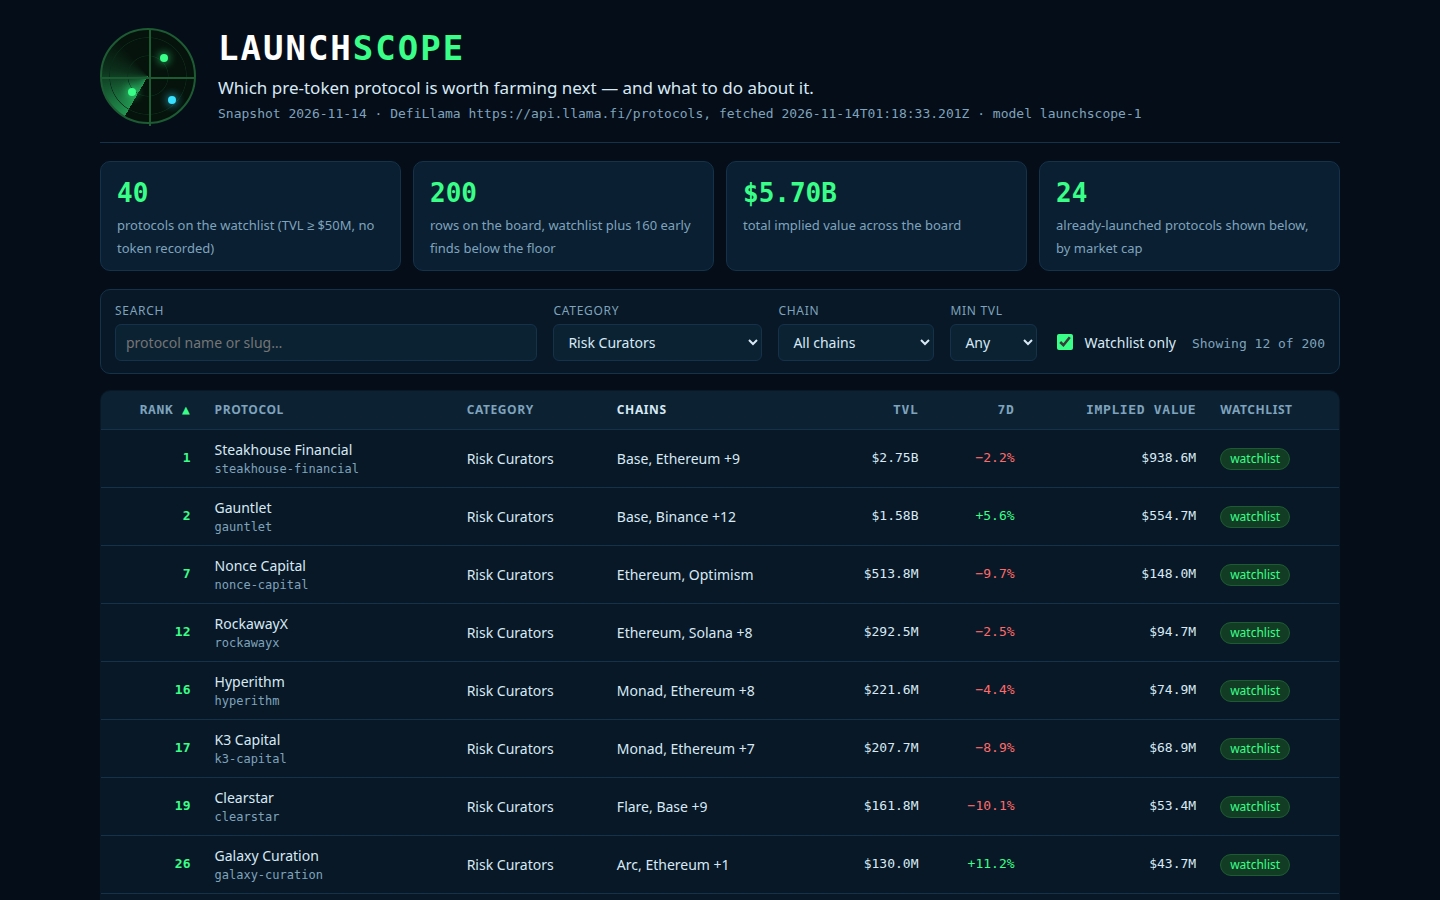 LAUNCHSCOPE
Which pre-token protocol is worth farming next — and what to do about it.
Snapshot 2026-11-14 · DefiLlama https://api.llama.fi/protocols, fetched 2026-11-14T01:18:33.201Z · model launchscope-1
40
protocols on the watchlist (TVL ≥ $50M, no
token recorded)
200
rows on the board, watchlist plus 160 early
finds below the floor
$5.70B
total implied value across the board
24
already-launched protocols shown below,
by market cap
SEARCH CATEGORY CHAIN MIN TVL
protocol name or slug... Risk Curators All chains Any Watchlist only Showing 12 of 200
RANK ▲ PROTOCOL CATEGORY CHAINS TVL 7D IMPLIED VALUE WATCHLIST
1 Steakhouse Financial Risk Curators Base, Ethereum +9 $2.75B −2.2% $938.6M watchlist
steakhouse-financial
2 Gauntlet Risk Curators Base, Binance +12 $1.58B +5.6% $554.7M watchlist
gauntlet
7 Nonce Capital Risk Curators Ethereum, Optimism $513.8M −9.7% $148.0M watchlist
nonce-capital
12 RockawayX Risk Curators Ethereum, Solana +8 $292.5M −2.5% $94.7M watchlist
rockawayx
16 Hyperithm Risk Curators Monad, Ethereum +8 $221.6M −4.4% $74.9M watchlist
hyperithm
17 K3 Capital Risk Curators Monad, Ethereum +7 $207.7M −8.9% $68.9M watchlist
k3-capital
19 Clearstar Risk Curators Flare, Base +9 $161.8M −10.1% $53.4M watchlist
clearstar
26 Galaxy Curation Risk Curators Arc, Ethereum +1 $130.0M +11.2% $43.7M watchlist
galaxy-curation